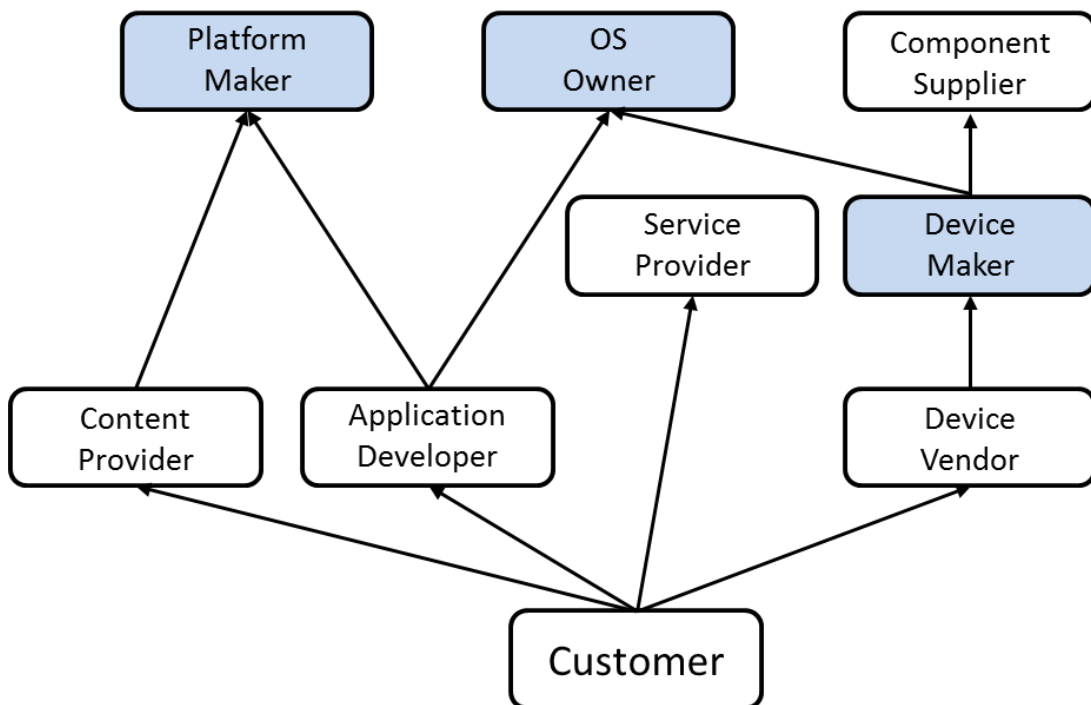 Platform
Maker
OS
Owner
Component
Supplier
Service
Provider
Device
Maker
Content
Provider
Application
Developer
Device
Vendor
Customer